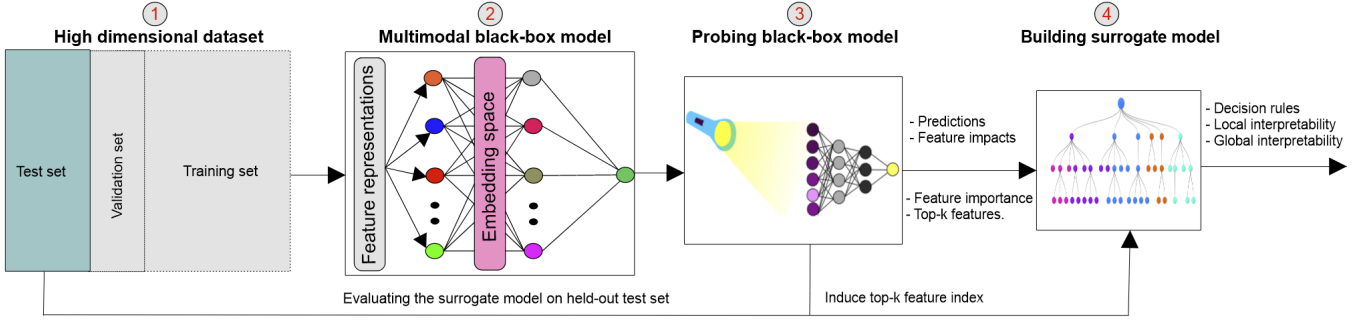 1
High dimensional dataset
Test set
Validation set
Training set
2
Multimodal black-box model
Feature representations
Embedding space
3
Probing black-box model
- Predictions
- Feature impacts
- Feature importance
- Top-k features.
4
Building surrogate model
- Decision rules
- Local interpretability
- Global interpretability
Evaluating the surrogate model on held-out test set
Induce top-k feature index